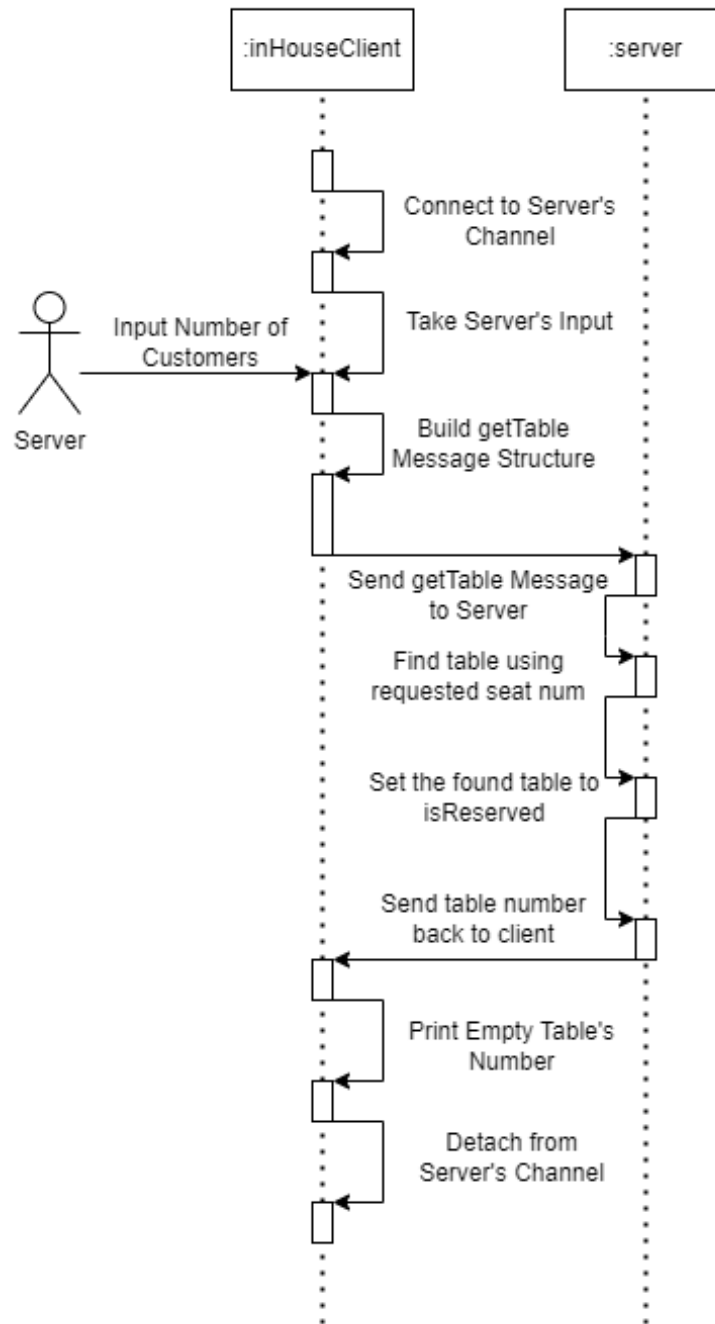 :inHouseClient
:server
Connect to Server's
Channel
Take Server's Input
Input Number of
Customers
Server
Build getTable
Message Structure
Send getTable Message
to Server
Find table using
requested seat num
Set the found table to
isReserved
Send table number
back to client
Print Empty Table's
Number
Detach from
Server's Channel